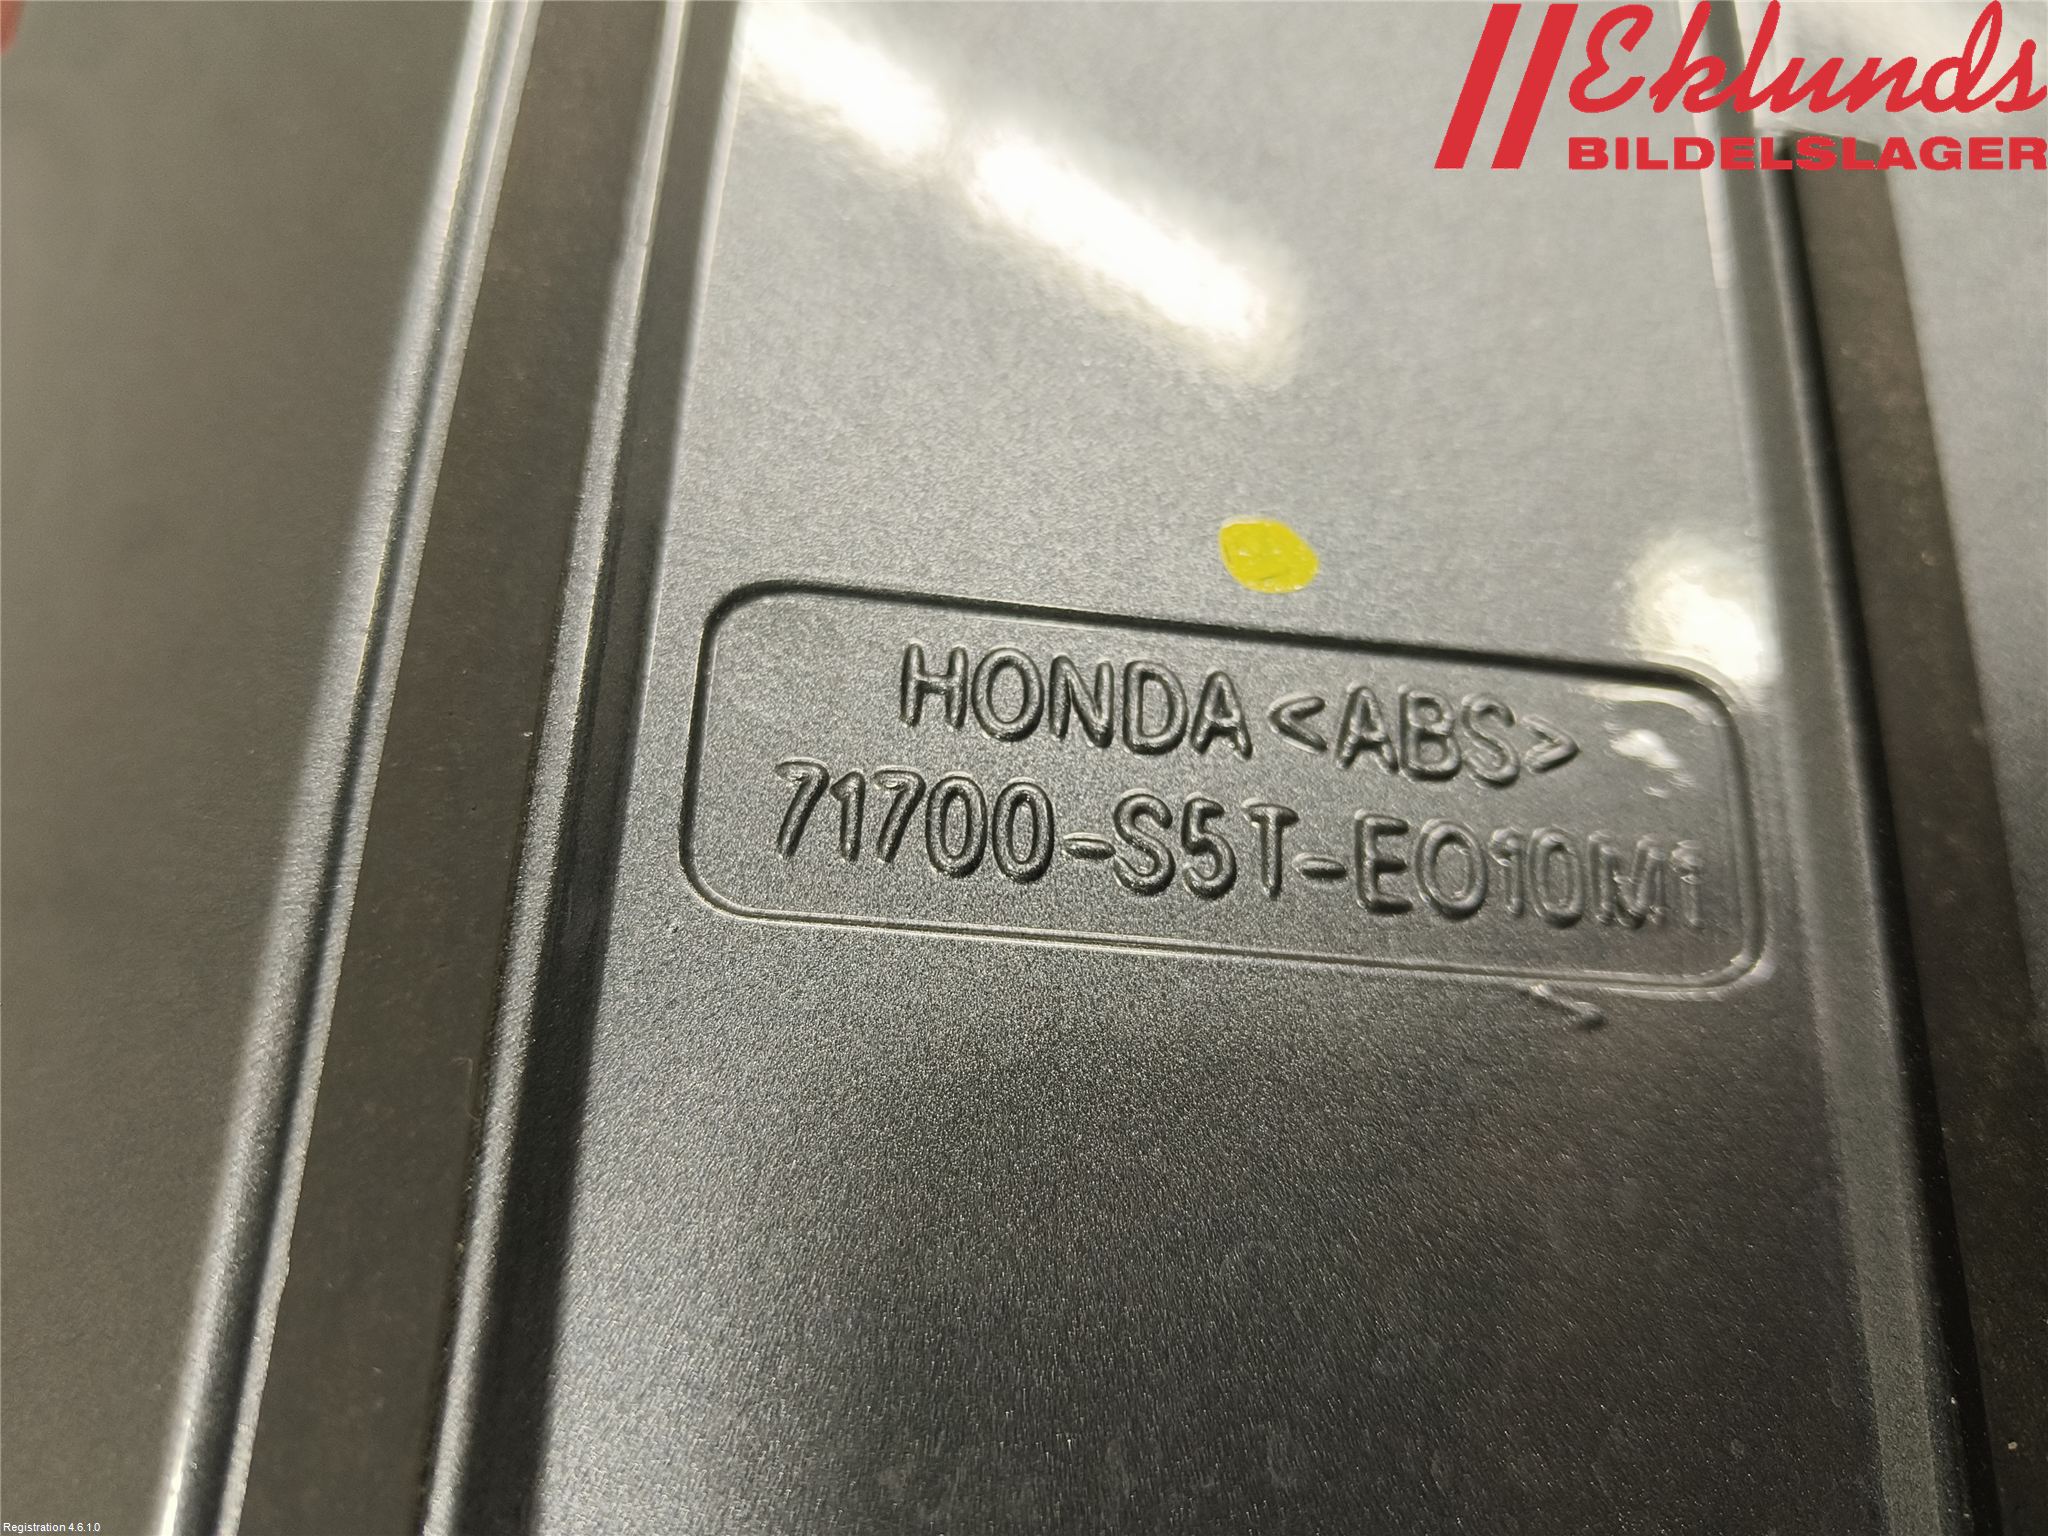 Eklunds
BILDELSLAGER
HONDA <ABS>
71700-S5T-E010M1
Registration 4.6.1.0